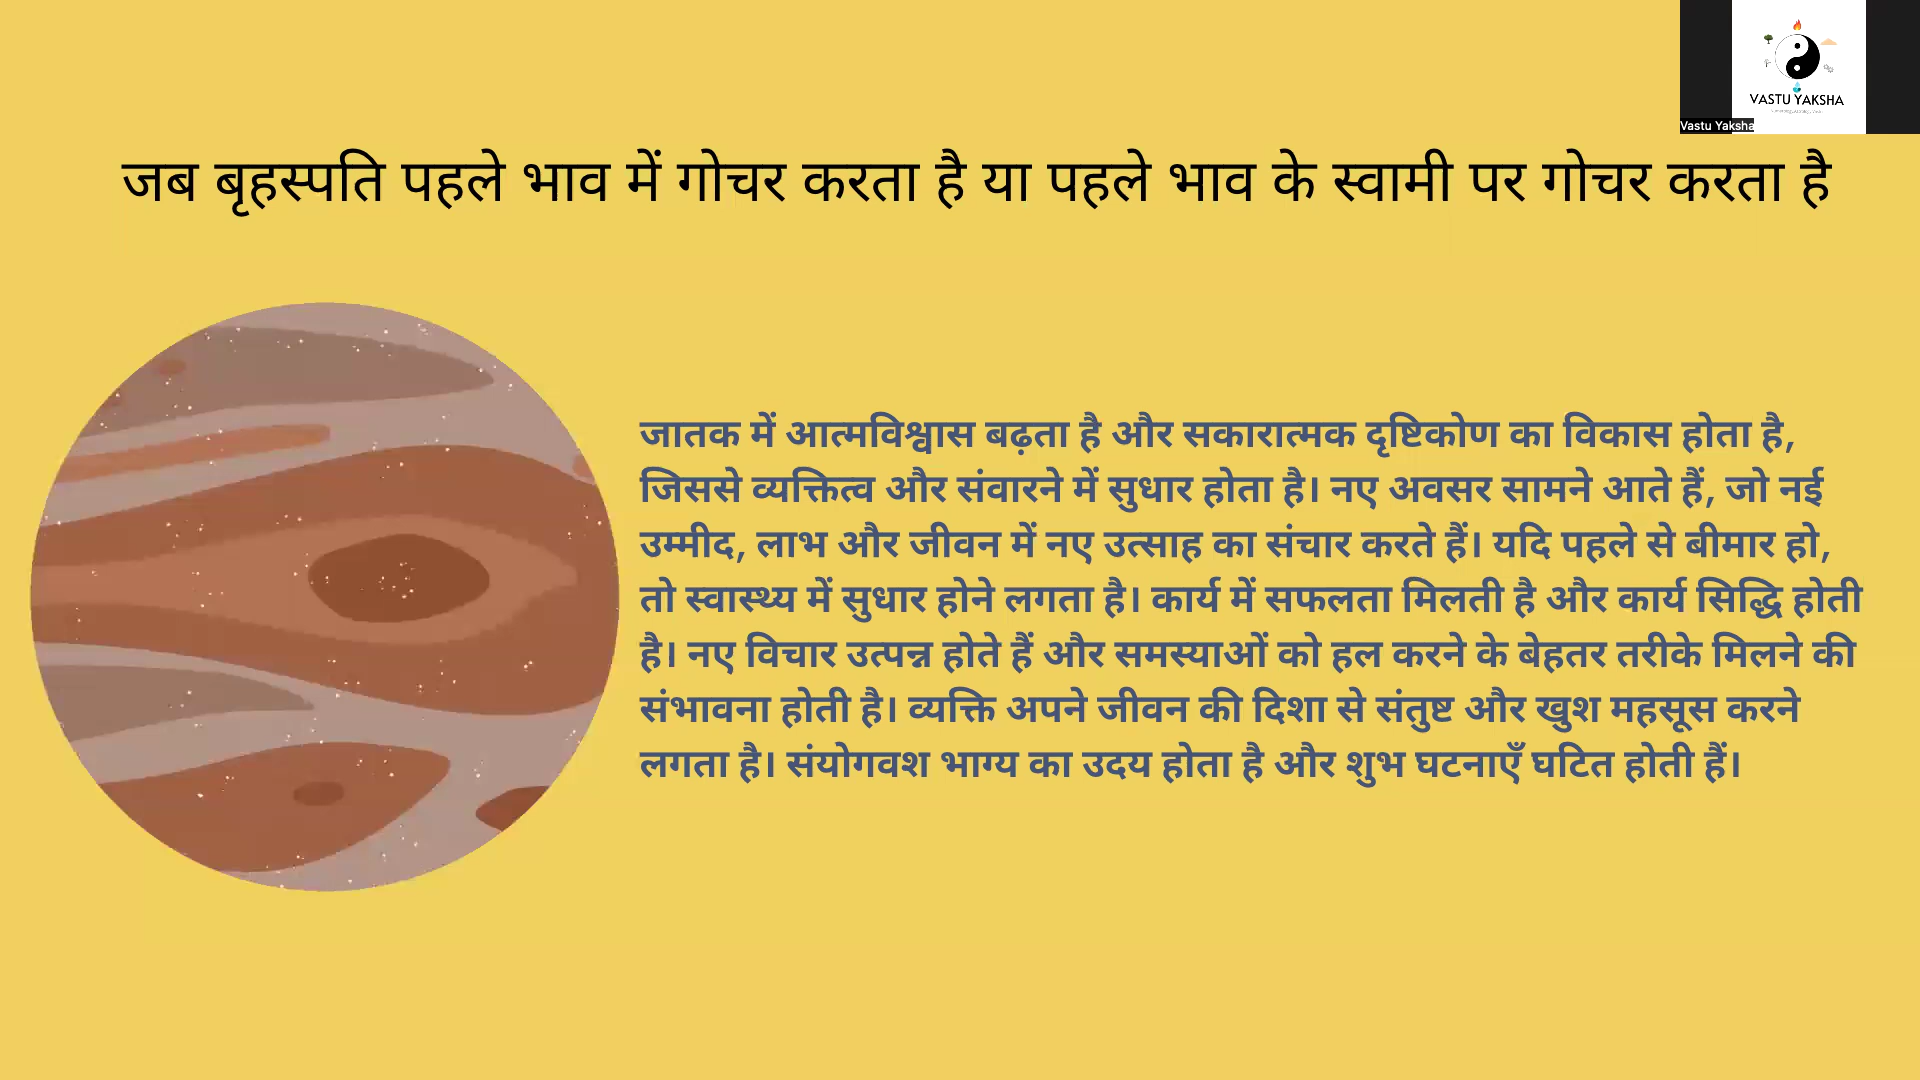 VASTU YAKSHA
Vastu Yaksha
जब बृहस्पति पहले भाव में गोचर करता है या पहले भाव के स्वामी पर गोचर करता है
जातक में आत्मविश्वास बढ़ता है और सकारात्मक दृष्टिकोण का विकास होता है,
जिससे व्यक्तित्व और संवारने में सुधार होता है। नए अवसर सामने आते हैं, जो नई
उम्मीद, लाभ और जीवन में नए उत्साह का संचार करते हैं। यदि पहले से बीमार हो,
तो स्वास्थ्य में सुधार होने लगता है। कार्य में सफलता मिलती है और कार्य सिद्धि होती
है। नए विचार उत्पन्न होते हैं और समस्याओं को हल करने के बेहतर तरीके मिलने की
संभावना होती है। व्यक्ति अपने जीवन की दिशा से संतुष्ट और खुश महसूस करने
लगता है। संयोगवश भाग्य का उदय होता है और शुभ घटनाएँ घटित होती हैं।